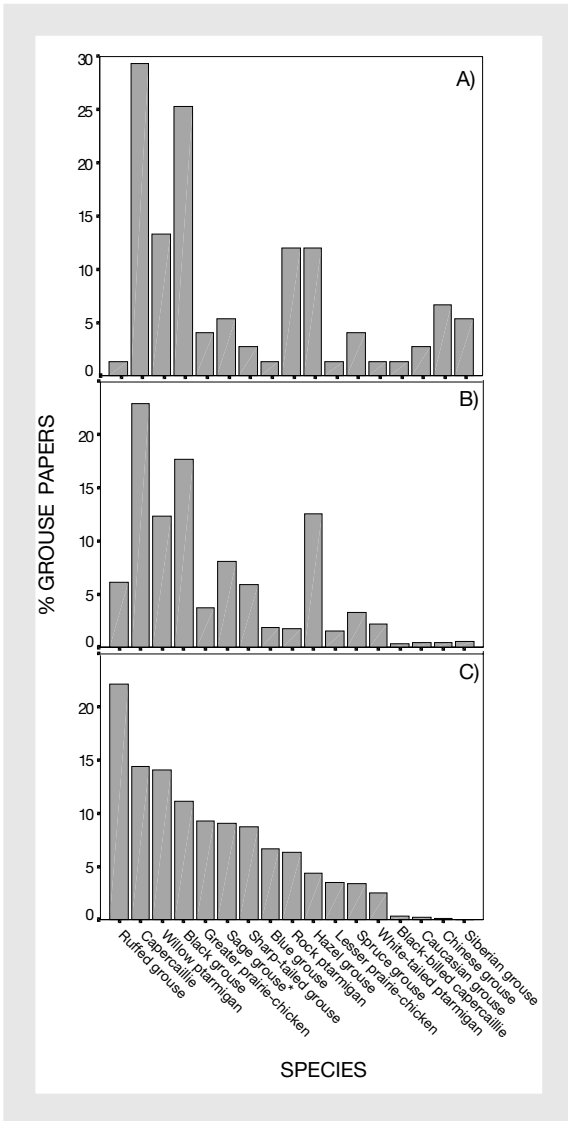 A)
30
25
20
15
10
5
0
B)
20
15
10
5
0
C)
20
15
10
5
0
% GROUSE PAPERS
Ruffed grouse
Capercaillie
Willow ptarmigan
Black grouse
Greater prairie-chicken
Sage grouse*
Sharp-tailed grouse
Blue grouse
Rock ptarmigan
Hazel grouse
Lesser prairie-chicken
Spruce grouse
White-tailed ptarmigan
Black-billed capercaillie
Caucasian grouse
Chinese grouse
Siberian grouse
SPECIES